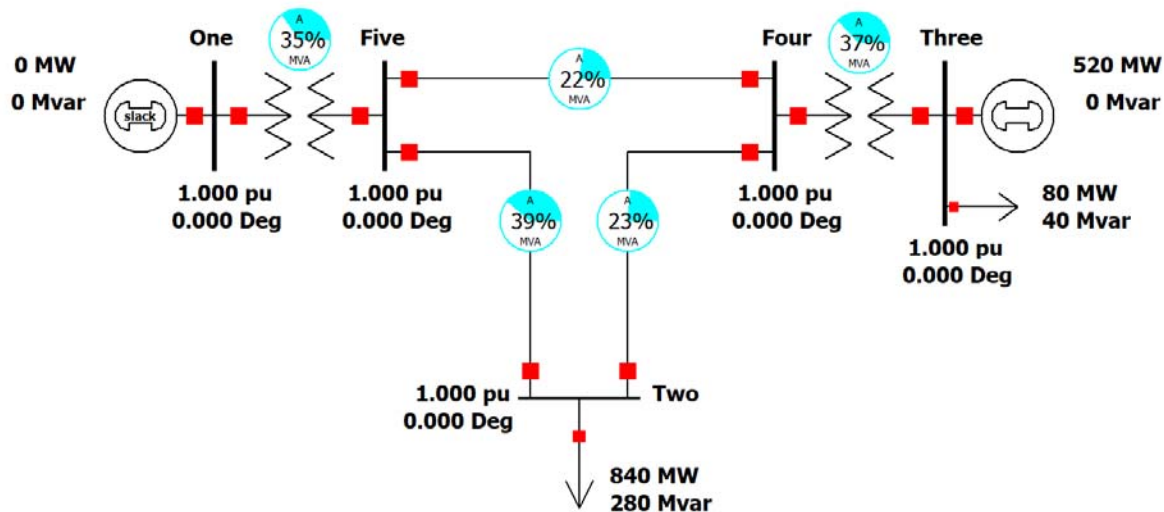 One
A
35%
MVA
Five
A
22%
MVA
Four
A
37%
MVA
Three
0 MW
0 Mvar
slack
520 MW
0 Mvar
1.000 pu
0.000 Deg
1.000 pu
0.000 Deg
1.000 pu
0.000 Deg
80 MW
40 Mvar
1.000 pu
0.000 Deg
A
39%
MVA
A
23%
MVA
1.000 pu
0.000 Deg
Two
840 MW
280 Mvar